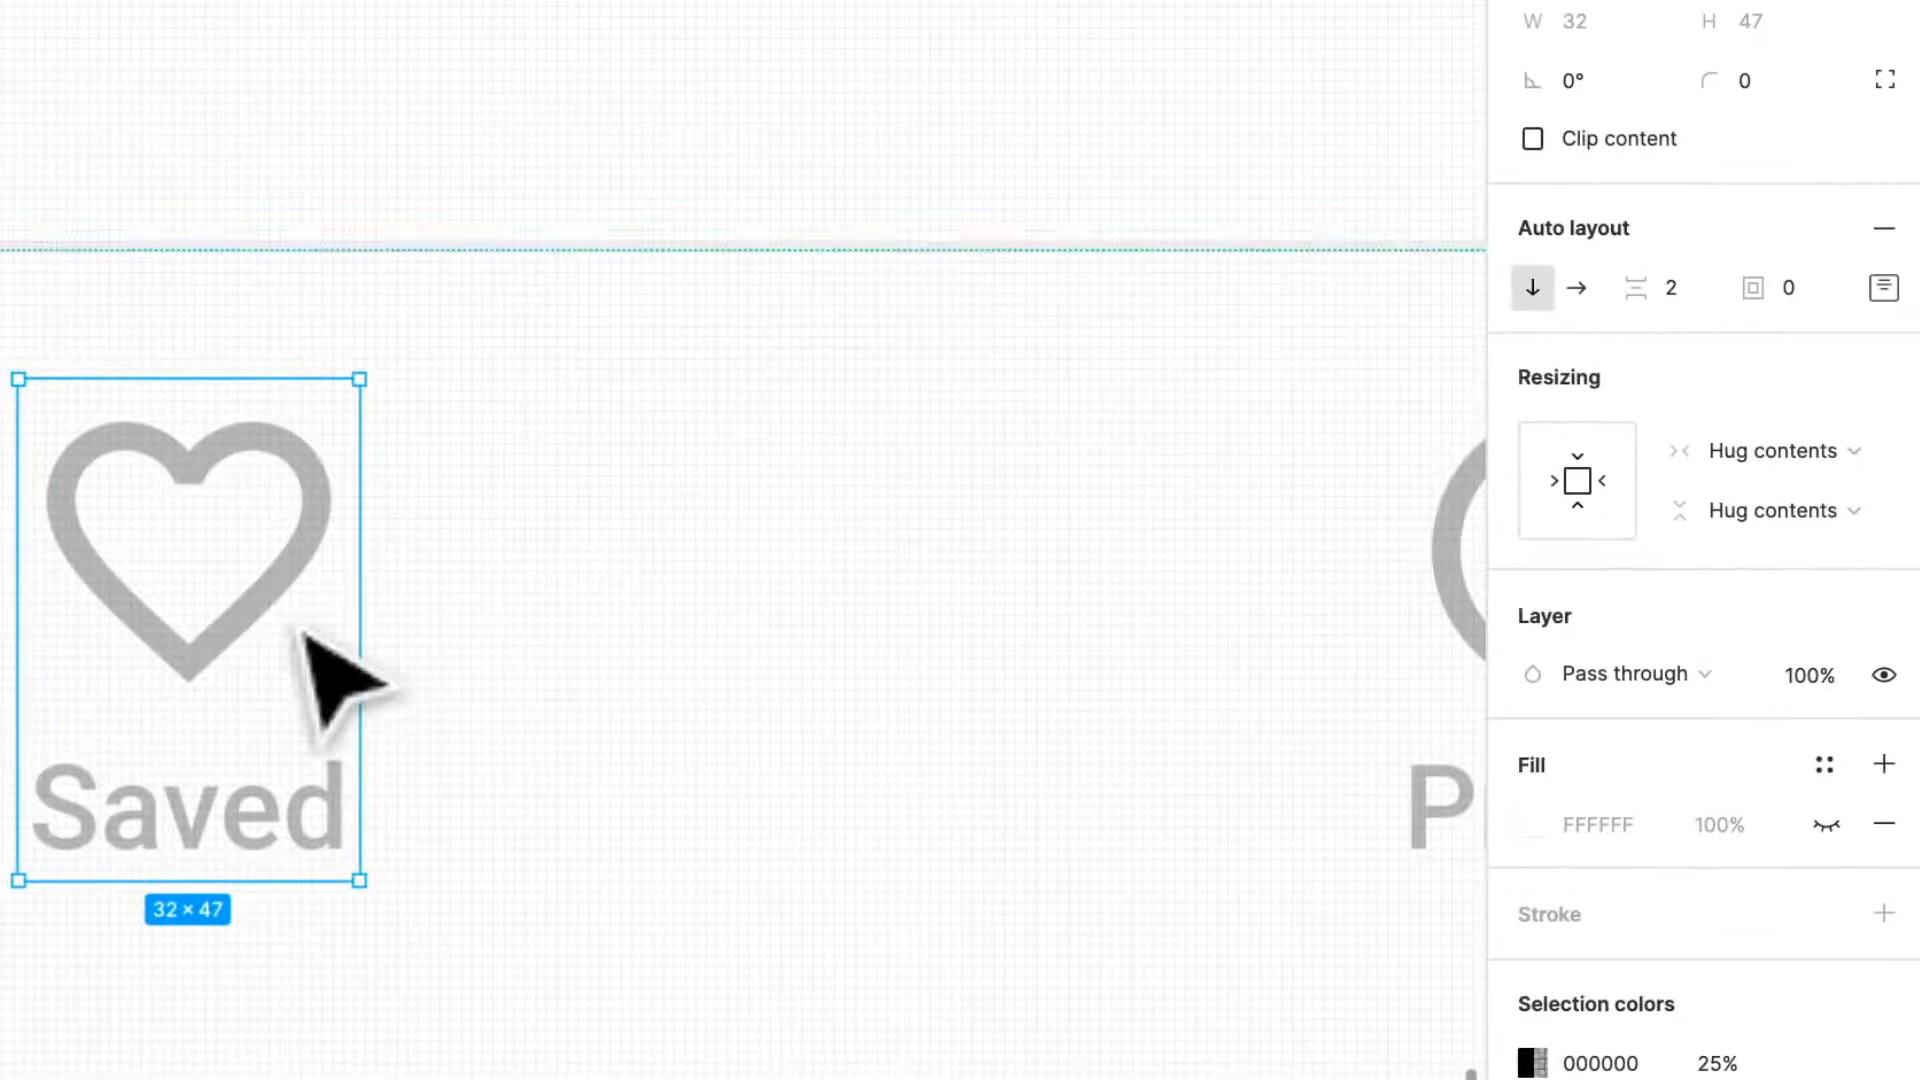 W 32 H 47
0° 0
Clip content
Auto layout
2 0
Resizing
Hug contents
Hug contents
Layer
Pass through 100%
Fill
FFFFFF 100%
Stroke
Selection colors
000000 25%
Saved
P
32 × 47